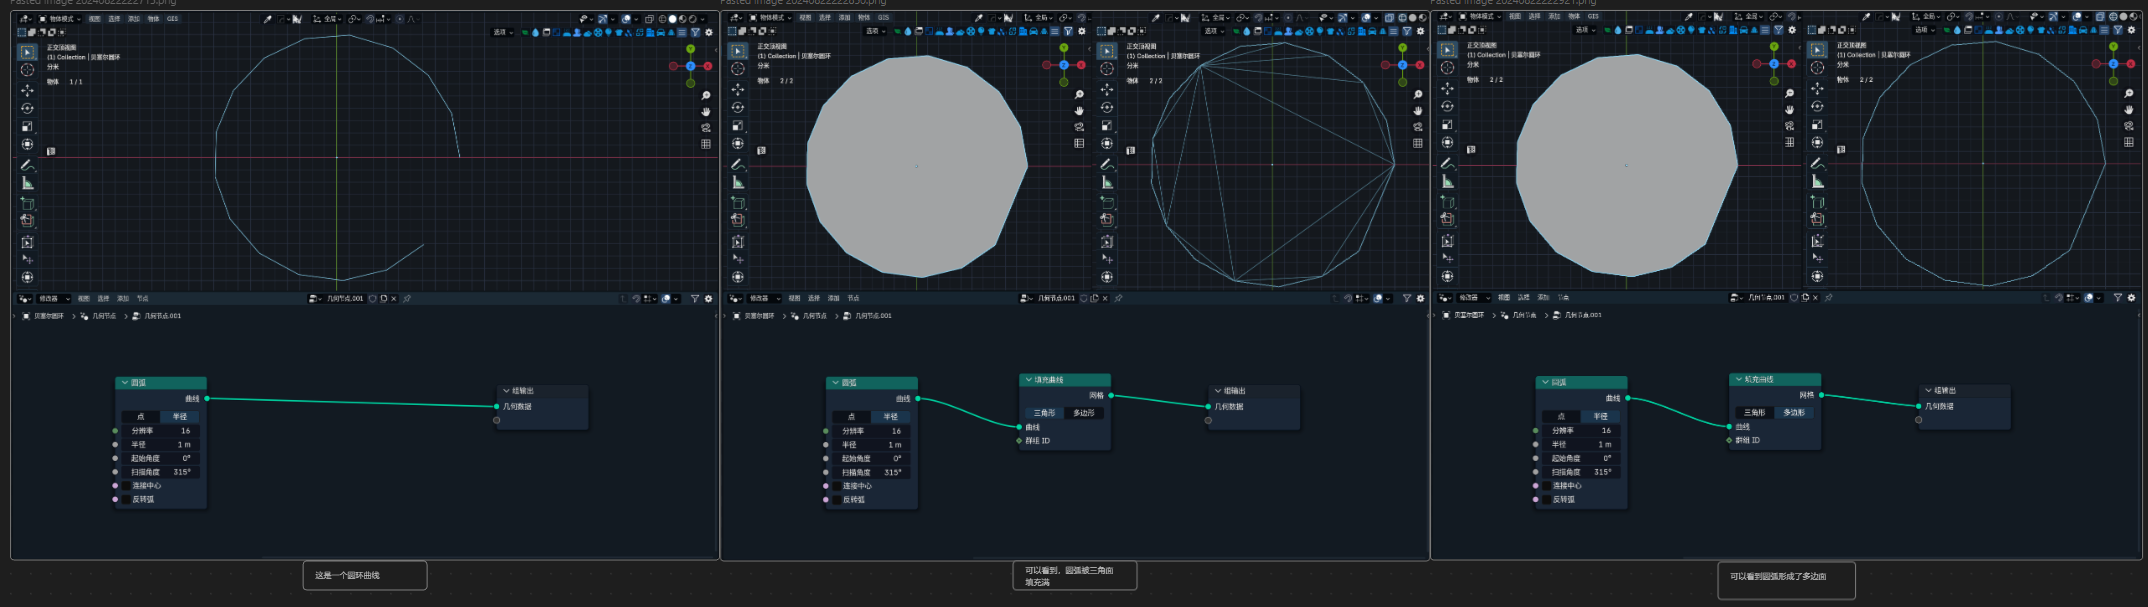 Pasted image 20240822222715.png
Pasted image 20240822222850.png
Pasted image 20240822222921.png
物体模式 视图 选择 添加 物体 GIS
全局
选项
正交顶视图
(1) Collection | 贝塞尔圆环
分米
物体 1/1
物体模式 视图 选择 添加 物体 GIS
全局
选项
正交顶视图
(1) Collection | 贝塞尔圆环
分米
物体 2/2
全局
选项
正交顶视图
(1) Collection | 贝塞尔圆环
分米
物体 2/2
物体模式 视图 选择 添加 物体 GIS
全局
选项
正交顶视图
(1) Collection | 贝塞尔圆环
分米
物体 2/2
全局
选项
正交顶视图
(1) Collection | 贝塞尔圆环
分米
物体 2/2
修改器 视图 选择 添加 节点
几何节点.001
贝塞尔圆环 > 几何节点 > 几何节点.001
圆弧
曲线
点 半径
分辨率 16
半径 1 m
起始角度 0°
扫描角度 315°
连接中心
反转弧
组输出
几何数据
修改器 视图 选择 添加 节点
几何节点.001
贝塞尔圆环 > 几何节点 > 几何节点.001
圆弧
曲线
点 半径
分辨率 16
半径 1 m
起始角度 0°
扫描角度 315°
连接中心
反转弧
填充曲线
网格
三角形 多边形
曲线
群组 ID
组输出
几何数据
修改器 视图 选择 添加 节点
几何节点.001
贝塞尔圆环 > 几何节点 > 几何节点.001
圆弧
曲线
点 半径
分辨率 16
半径 1 m
起始角度 0°
扫描角度 315°
连接中心
反转弧
填充曲线
网格
三角形 多边形
曲线
群组 ID
组输出
几何数据
这是一个圆环曲线
可以看到，圆弧被三角面
填充满
可以看到圆弧形成了多边面